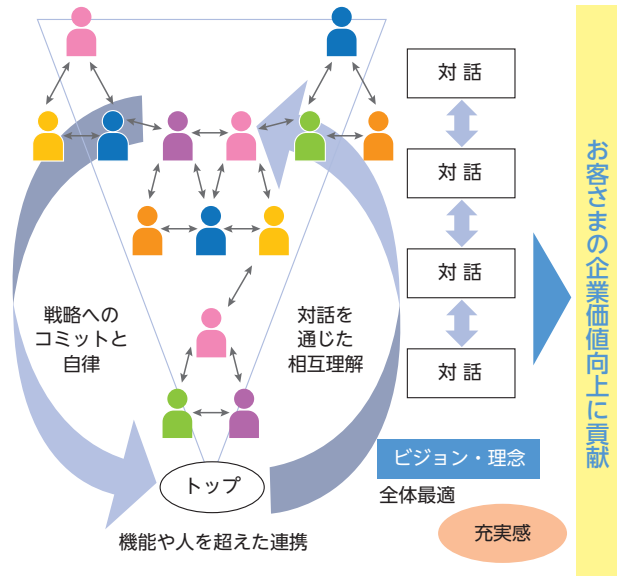 対 話
対 話
対 話
対 話
戦略への
コミットと
自律
対話を
通じた
相互理解
トップ
機能や人を超えた連携
ビジョン・理念
全体最適
充実感
お客さまの企業価値向上に貢献